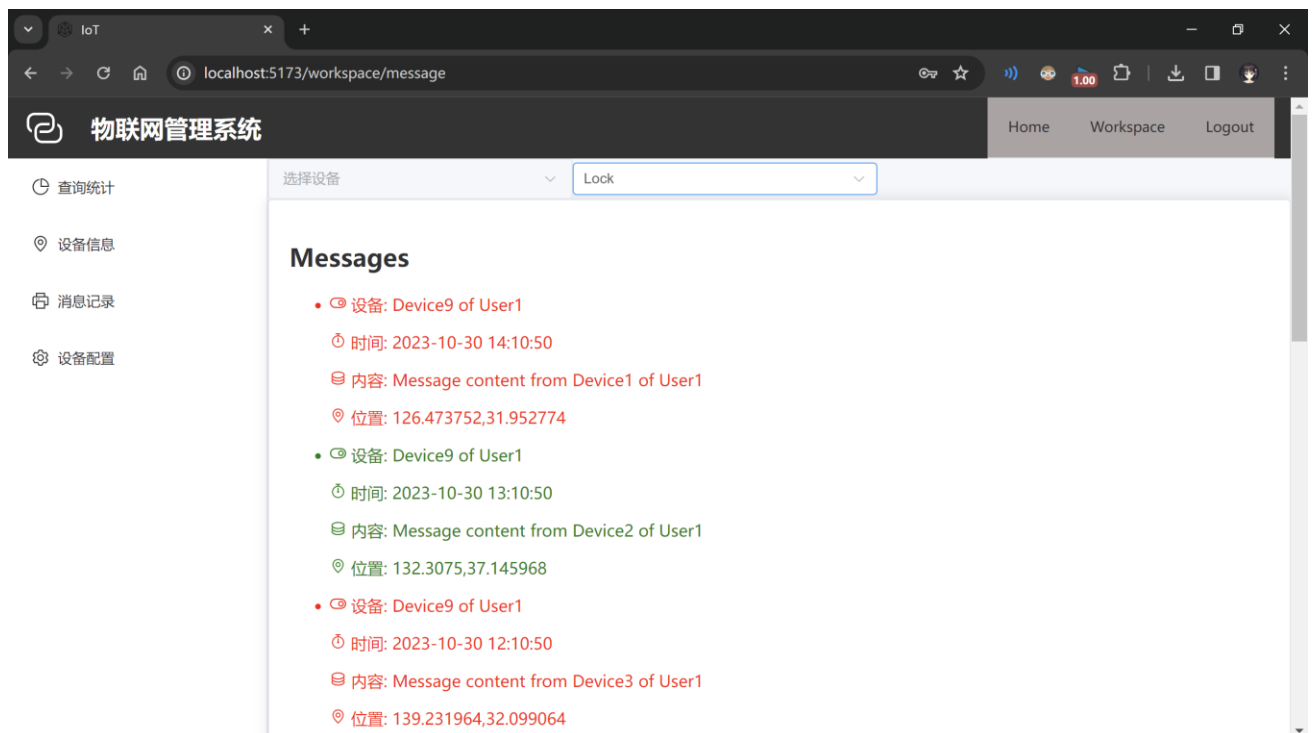 IoT
localhost:5173/workspace/message
1.00
物联网管理系统
Home Workspace Logout
查询统计
设备信息
消息记录
设备配置
选择设备 Lock
Messages
设备: Device9 of User1
时间: 2023-10-30 14:10:50
内容: Message content from Device1 of User1
位置: 126.473752,31.952774
设备: Device9 of User1
时间: 2023-10-30 13:10:50
内容: Message content from Device2 of User1
位置: 132.3075,37.145968
设备: Device9 of User1
时间: 2023-10-30 12:10:50
内容: Message content from Device3 of User1
位置: 139.231964,32.099064